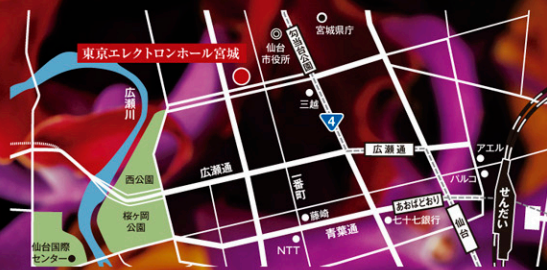 宮城県庁
仙台
市役所
勾当台公園
東京エレクトロンホール宮城
三越
広瀬川
4
広瀬通
アエル
パルコ
西公園
広瀬通
一番町
あおばどおり
せんだい
桜ヶ岡
公園
藤崎
七十七銀行
仙台
青葉通
NTT
仙台国際
センター